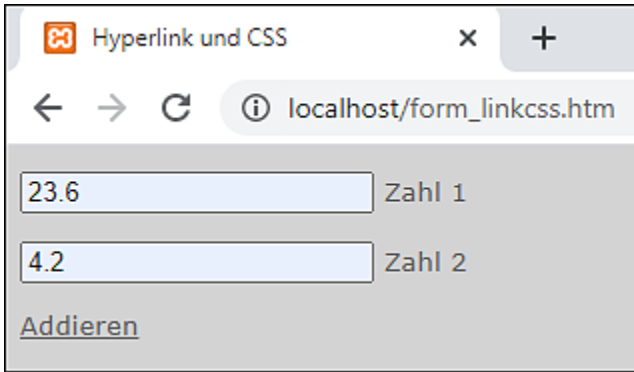 Hyperlink und CSS
localhost/form_linkcss.htm
23.6 Zahl 1
4.2 Zahl 2
Addieren